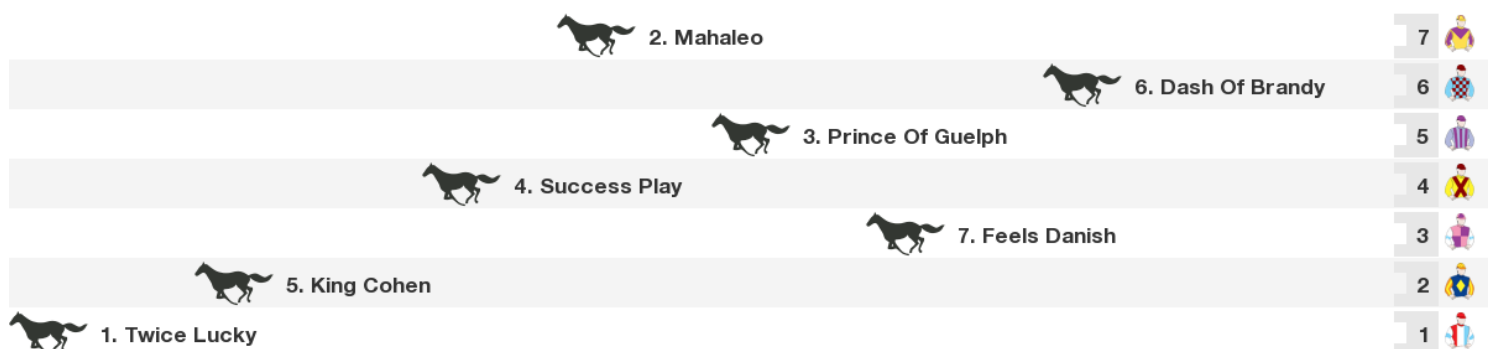 2. Mahaleo 7
6. Dash Of Brandy 6
3. Prince Of Guelph 5
4. Success Play 4
7. Feels Danish 3
5. King Cohen 2
1. Twice Lucky 1